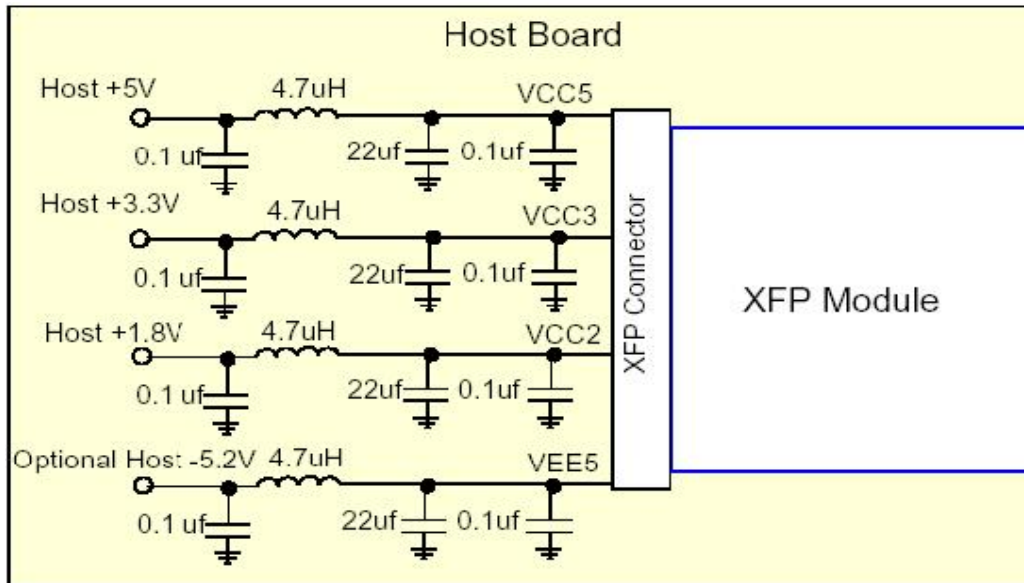 Host Board
Host +5V
4.7uH
VCC5
0.1 uf
22uf
0.1uf
Host +3.3V
4.7uH
VCC3
0.1 uf
22uf
0.1uf
Host +1.8V
4.7uH
VCC2
0.1 uf
22uf
0.1uf
Optional Host -5.2V
4.7uH
VEE5
0.1 uf
22uf
0.1uf
XFP Connector
XFP Module